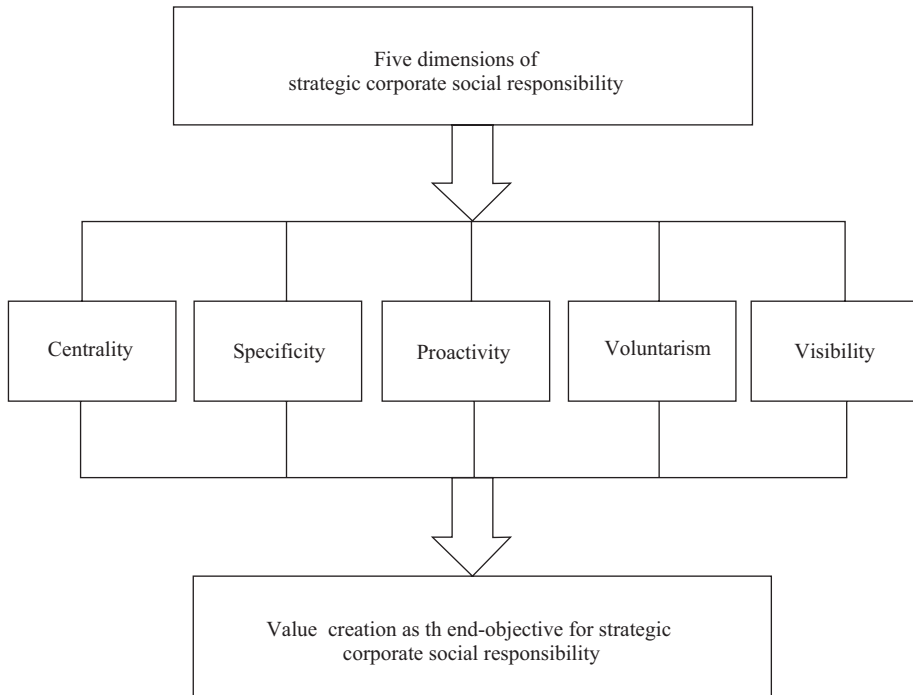 Five dimensions of
strategic corporate social responsibility
Centrality
Specificity
Proactivity
Voluntarism
Visibility
Value creation as th end-objective for strategic
corporate social responsibility